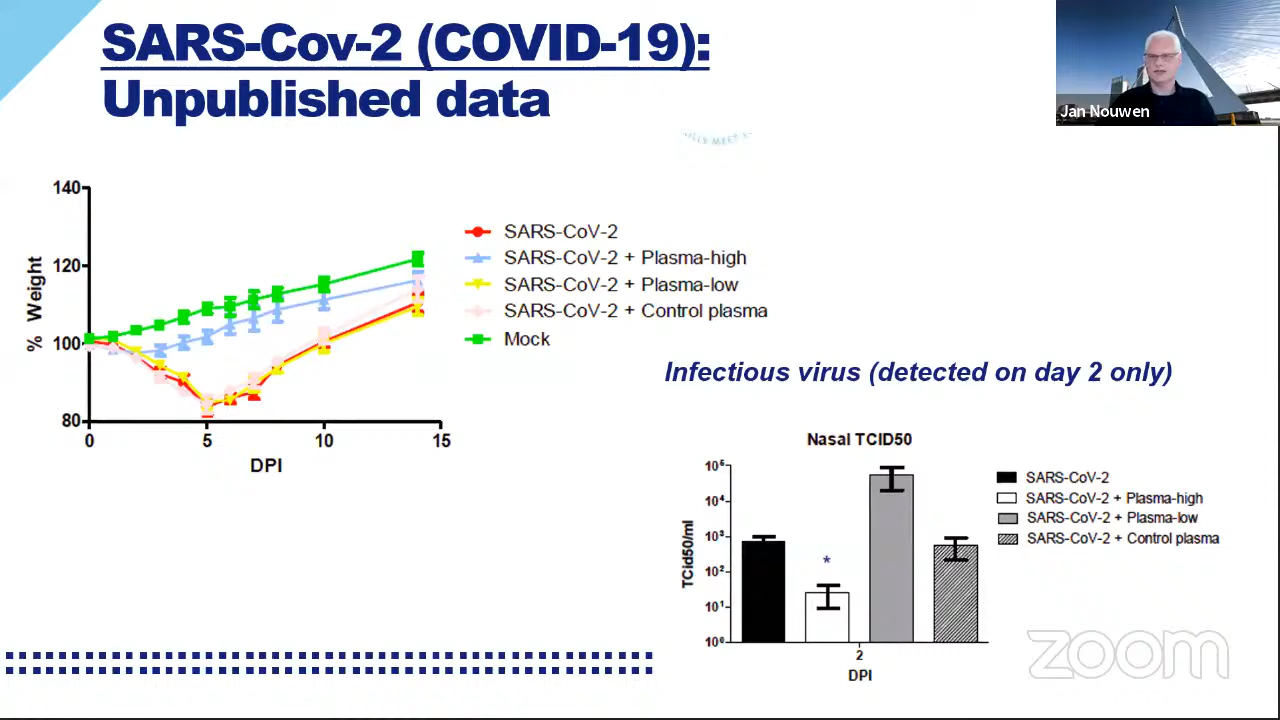 SARS-Cov-2 (COVID-19):
Unpublished data
Jan Nouwen
140
120
100
80
% Weight
0
5
10
15
DPI
SARS-CoV-2
SARS-CoV-2 + Plasma-high
SARS-CoV-2 + Plasma-low
SARS-CoV-2 + Control plasma
Mock
Infectious virus (detected on day 2 only)
Nasal TCID50
10⁵
10⁴
10³
10²
10¹
10⁰
TCid50/ml
*
2
DPI
SARS-CoV-2
SARS-CoV-2 + Plasma-high
SARS-CoV-2 + Plasma-low
SARS-CoV-2 + Control plasma
zoom